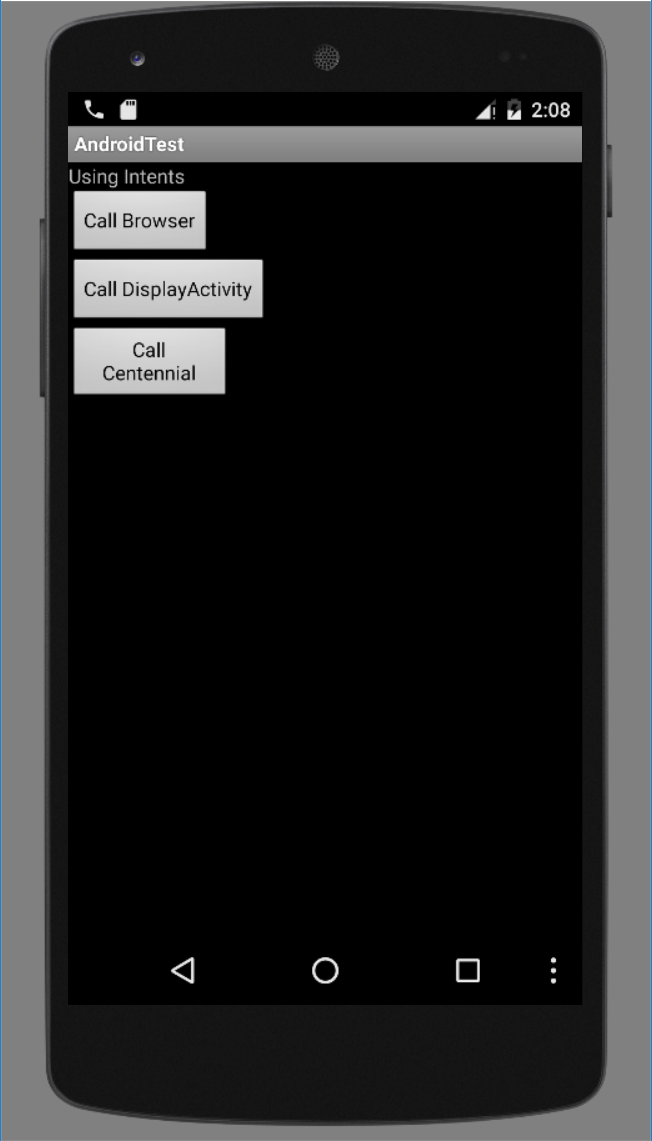 2:08
AndroidTest
Using Intents
Call Browser
Call DisplayActivity
Call
Centennial